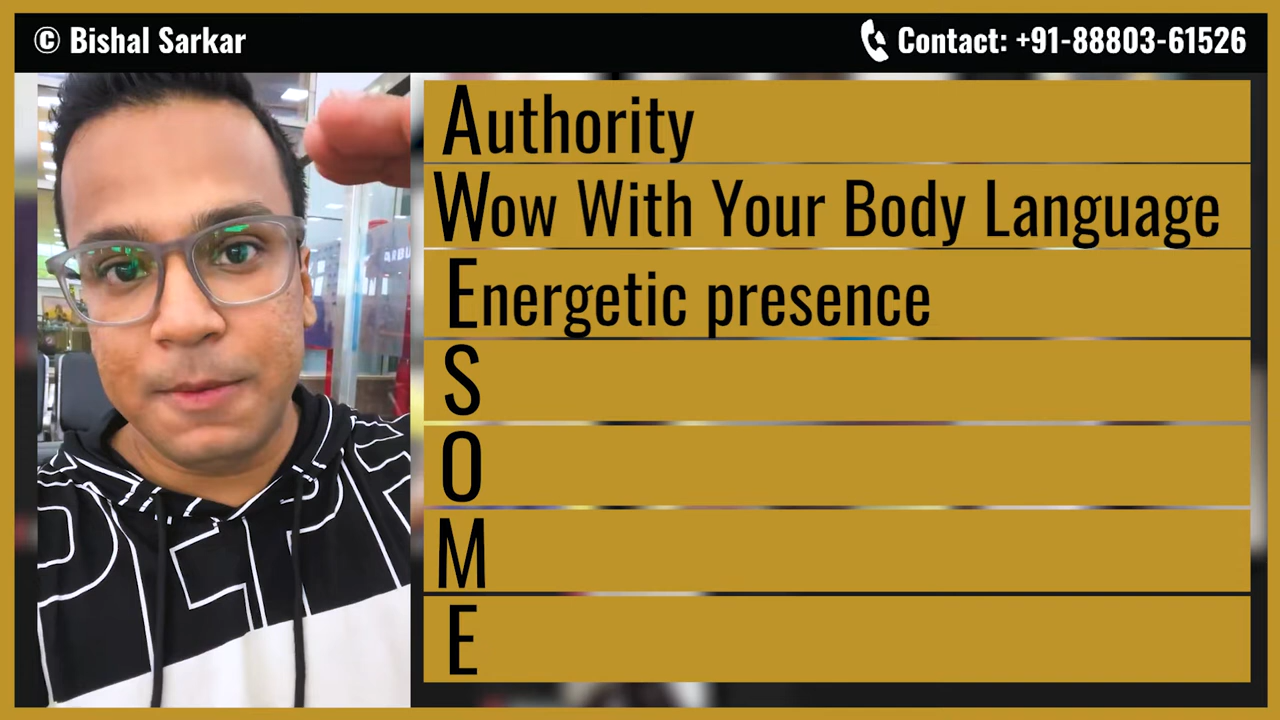 © Bishal Sarkar
Contact: +91-88803-61526
Authority
Wow With Your Body Language
Energetic presence
S
O
M
E